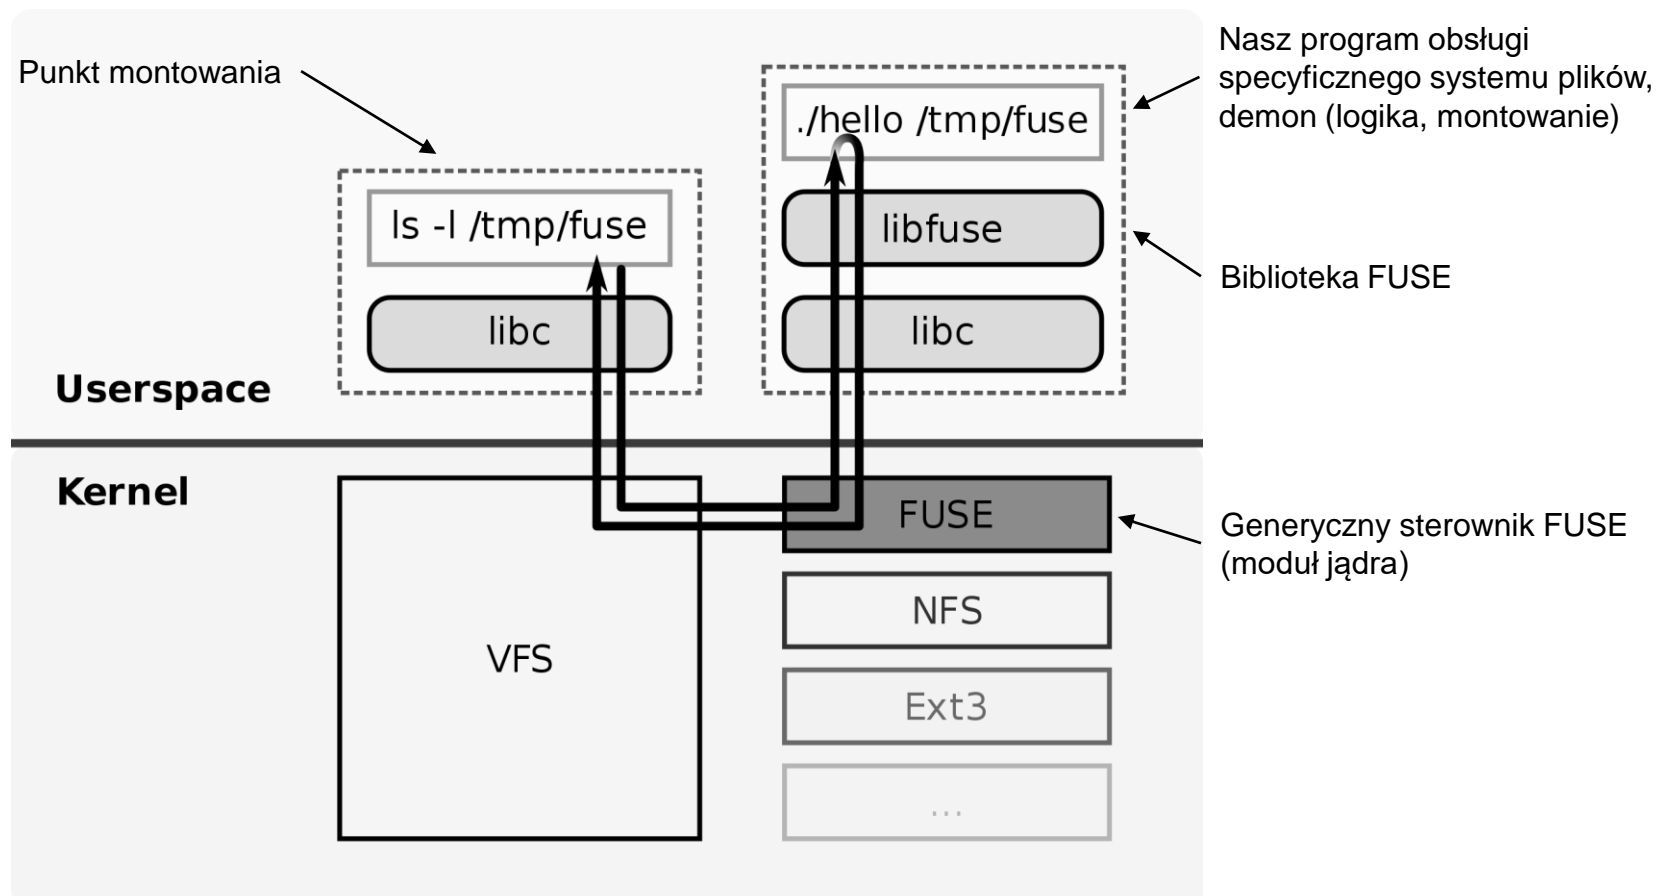 Punkt montowania
Nasz program obsługi
specyficznego systemu plików,
demon (logika, montowanie)
./hello /tmp/fuse
ls -l /tmp/fuse
libfuse
Biblioteka FUSE
libc
libc
Userspace
Kernel
FUSE
Generyczny sterownik FUSE
(moduł jądra)
NFS
VFS
Ext3
...